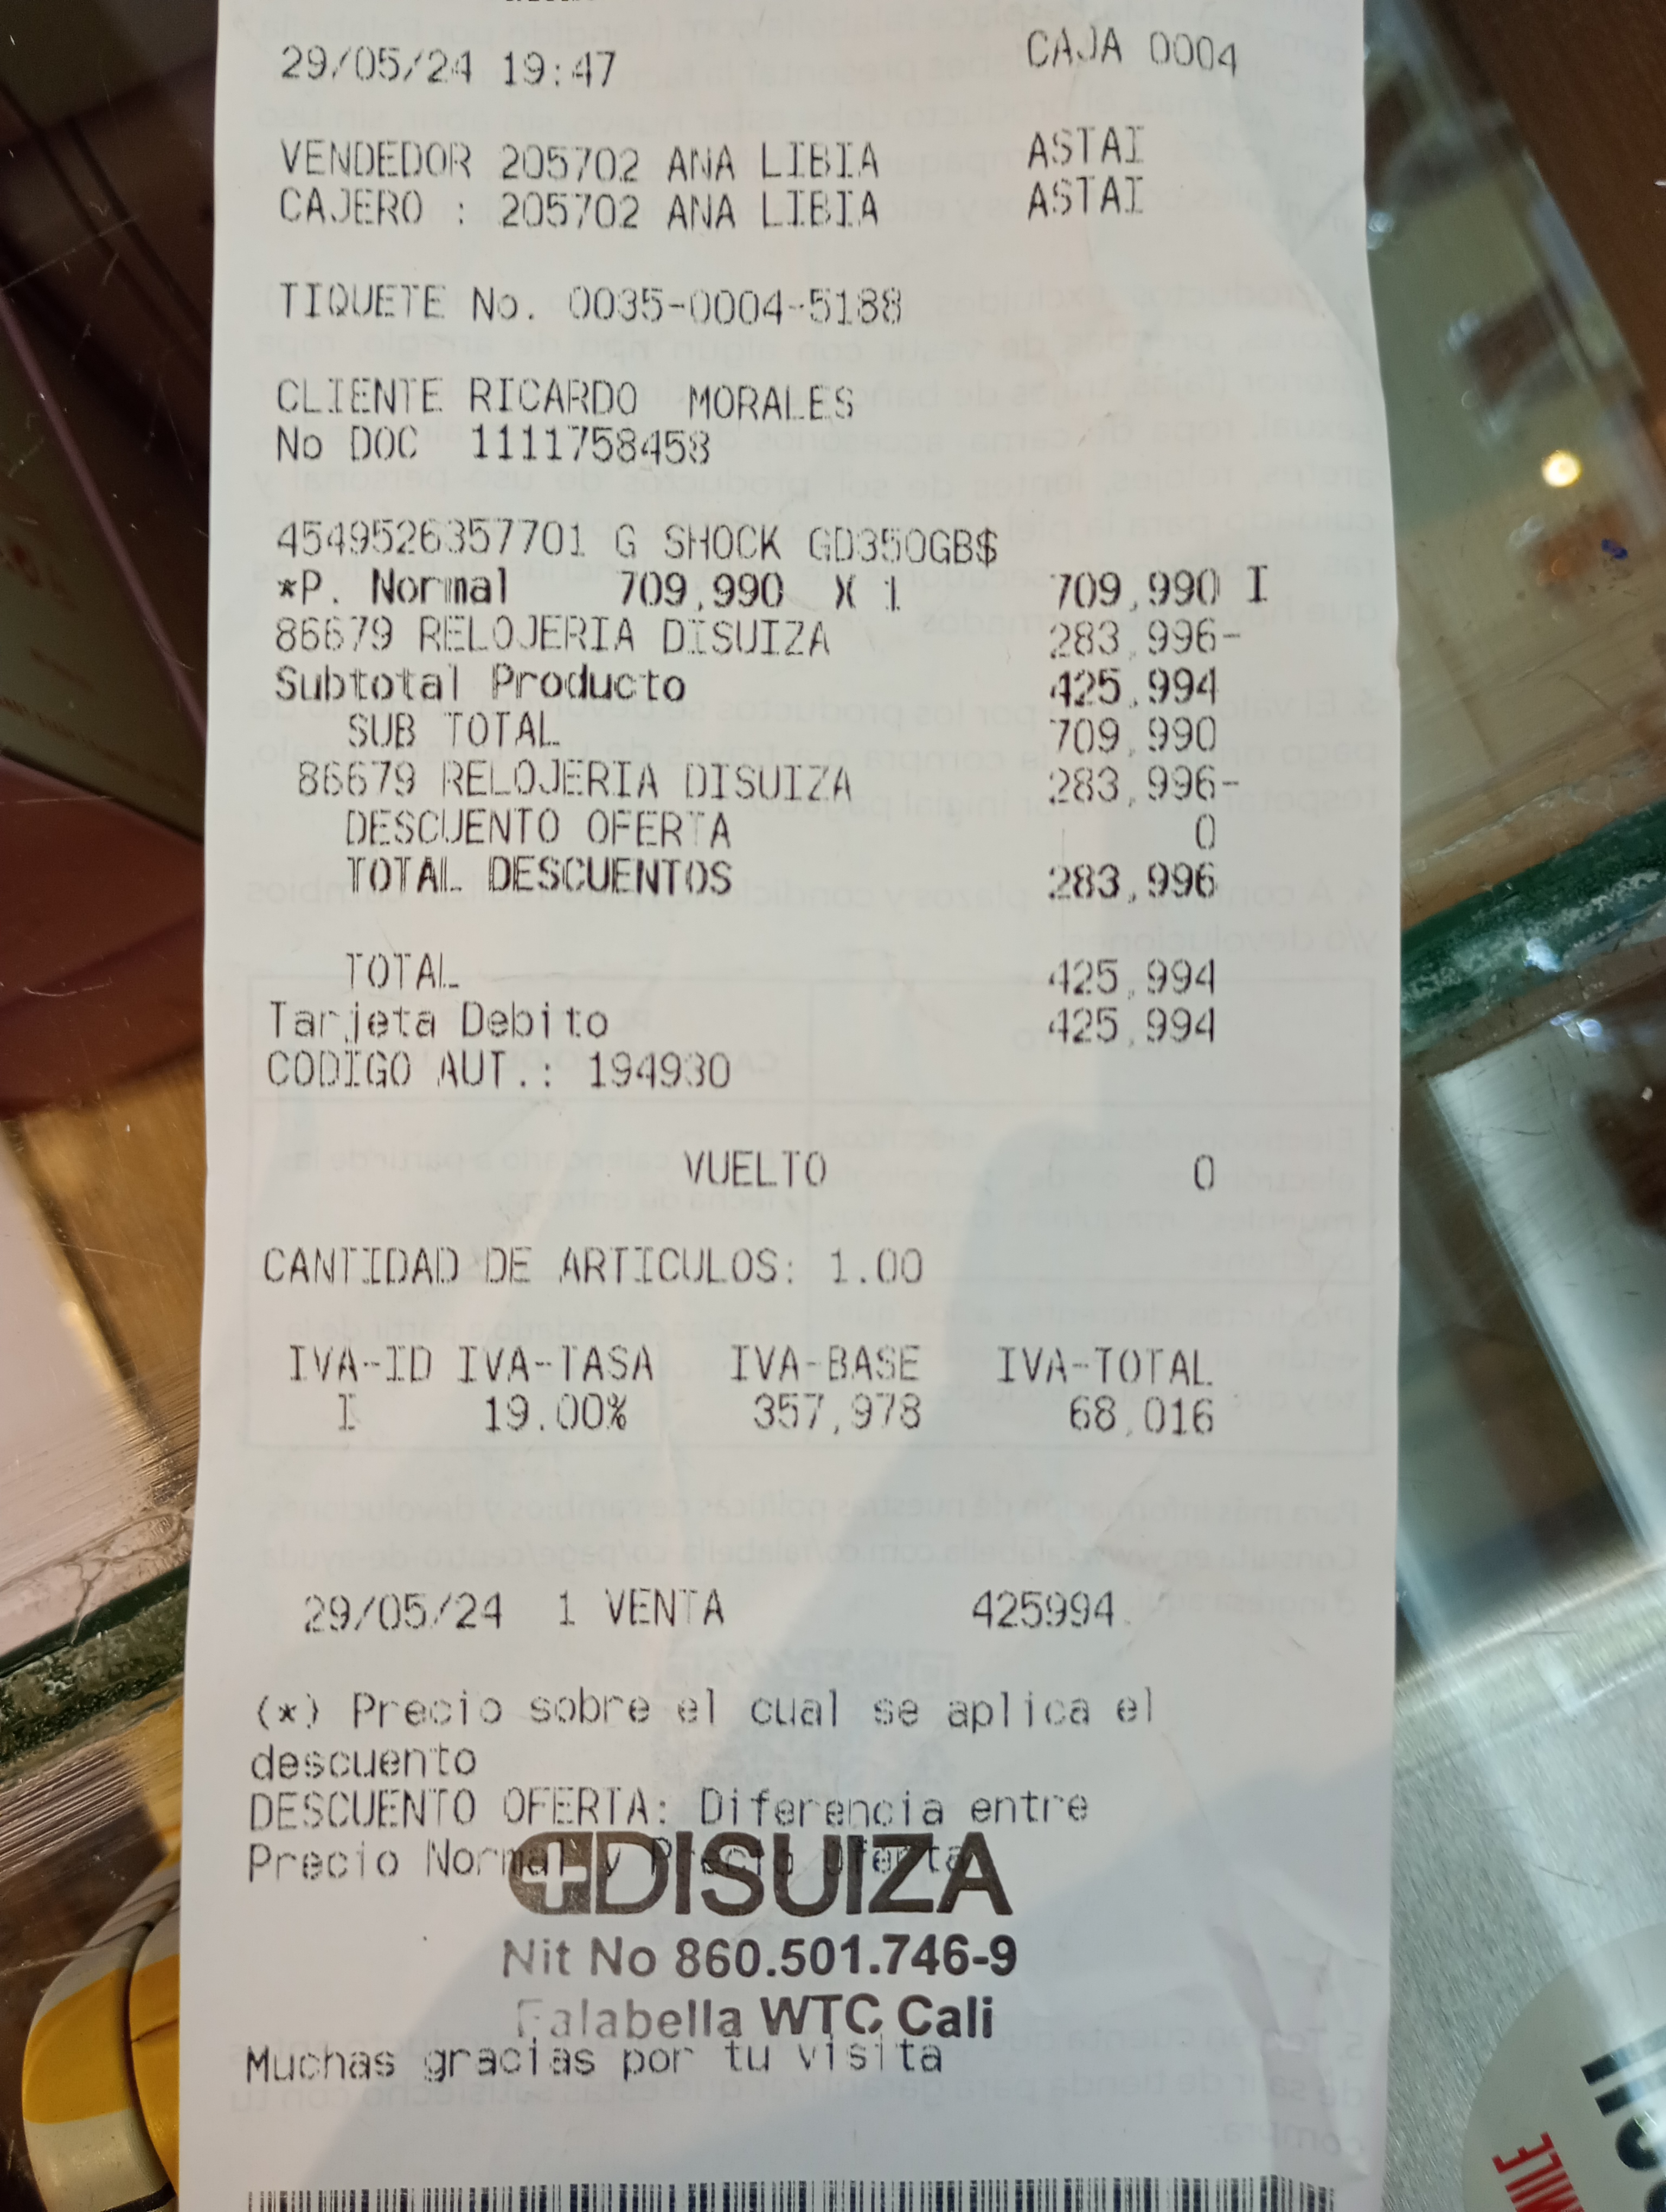 29/05/24 19:47 CAJA 0004
VENDEDOR 205702 ANA LIBIA ASTAI
CAJERO : 205702 ANA LIBIA ASTAI
TIQUETE No. 0035-0004-5188
CLIENTE RICARDO MORALES
No DOC 1111758458
4549526357701 G SHOCK GD350GB$
*P. Normal 709,990 X 1 709,990 I
86679 RELOJERIA DISUIZA 283,996-
Subtotal Producto 425,994
SUB TOTAL 709,990
86679 RELOJERIA DISUIZA 283,996-
DESCUENTO OFERTA 0
TOTAL DESCUENTOS 283,996
TOTAL 425,994
Tarjeta Debito 425,994
CODIGO AUT.: 194930
VUELTO 0
CANTIDAD DE ARTICULOS: 1.00
IVA-ID IVA-TASA IVA-BASE IVA-TOTAL
I 19.00% 357,978 68,016
29/05/24 1 VENTA 425994
(*) Precio sobre el cual se aplica el
descuento
DESCUENTO OFERTA: Diferencia entre
Precio Normal y Precio Oferta
DISUIZA
Nit No 860.501.746-9
Falabella WTC Cali
Muchas gracias por tu visita